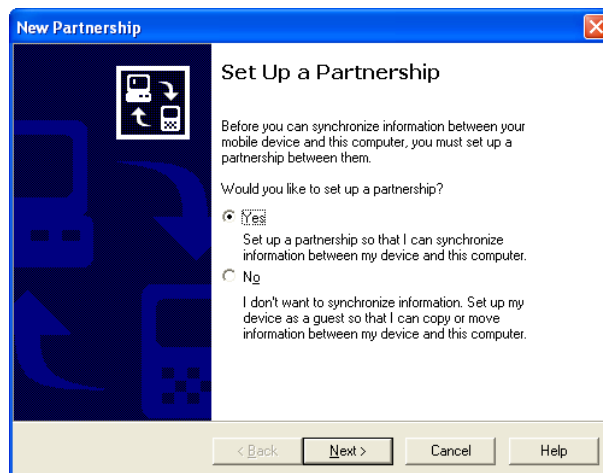 New Partnership
Set Up a Partnership
Before you can synchronize information between your
mobile device and this computer, you must set up a
partnership between them.
Would you like to set up a partnership?
Yes
Set up a partnership so that I can synchronize
information between my device and this computer.
No
I don't want to synchronize information. Set up my
device as a guest so that I can copy or move
information between my device and this computer.
< Back Next > Cancel Help